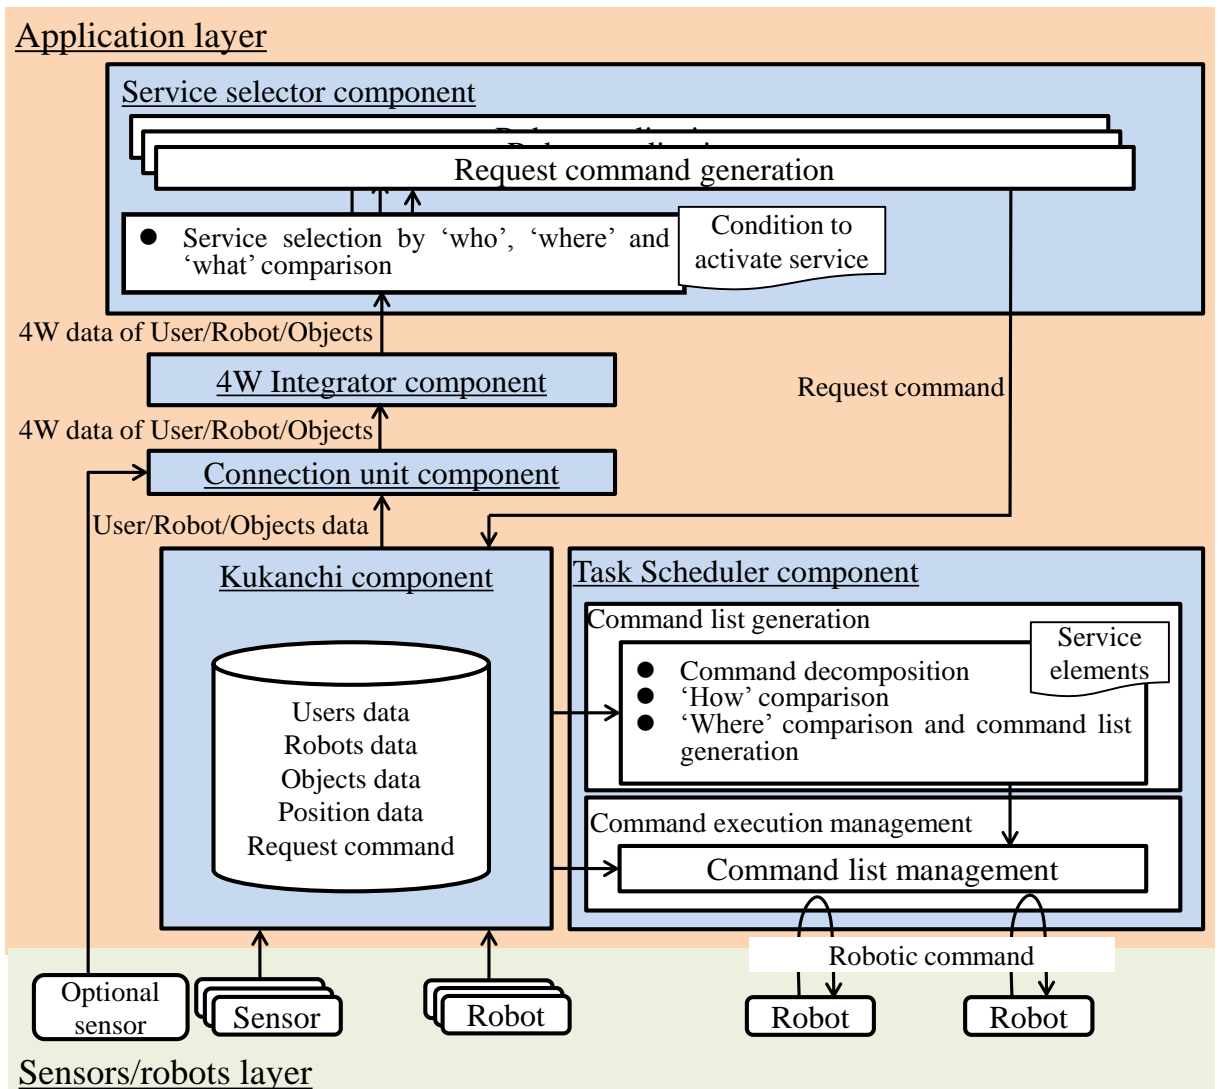 Application layer
Service selector component
Request command generation
● Service selection by ‘who’, ‘where’ and
‘what’ comparison
Condition to
activate service
4W data of User/Robot/Objects
4W Integrator component
Request command
4W data of User/Robot/Objects
Connection unit component
User/Robot/Objects data
Kukanchi component
Users data
Robots data
Objects data
Position data
Request command
Task Scheduler component
Command list generation
Service
elements
● Command decomposition
● ‘How’ comparison
● ‘Where’ comparison and command list
generation
Command execution management
Command list management
Robotic command
Optional
sensor
Sensor
Robot
Robot
Robot
Sensors/robots layer